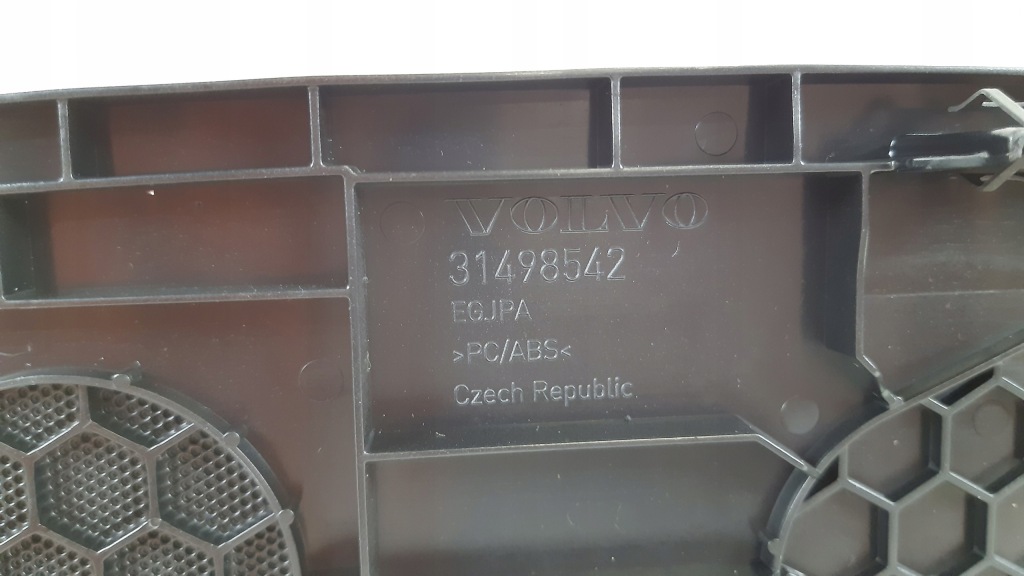 VOLVO
31498542
EGJPA
>PC/ABS<
Czech Republic